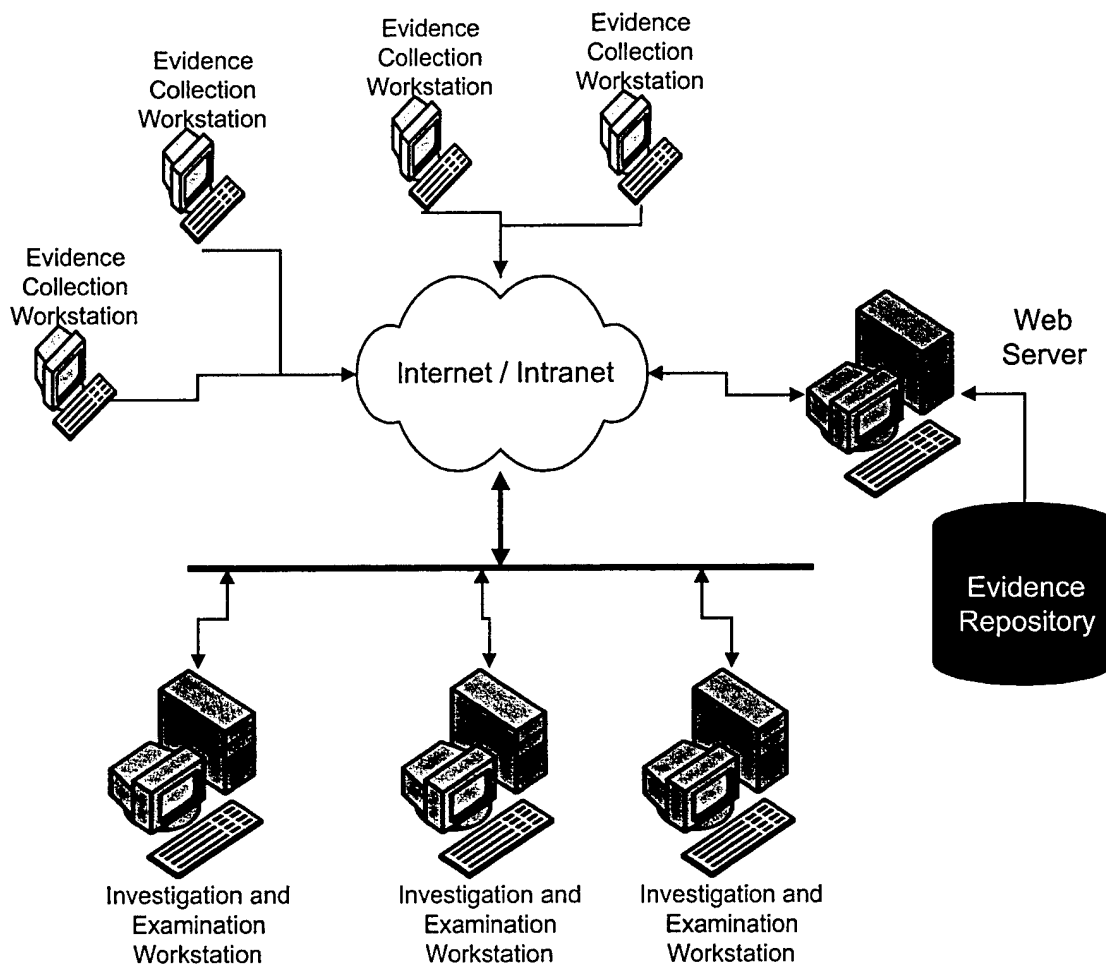 Evidence
Collection
Workstation
Evidence
Collection
Workstation
Evidence
Collection
Workstation
Evidence
Collection
Workstation
Internet / Intranet
Web
Server
Evidence
Repository
Investigation and
Examination
Workstation
Investigation and
Examination
Workstation
Investigation and
Examination
Workstation